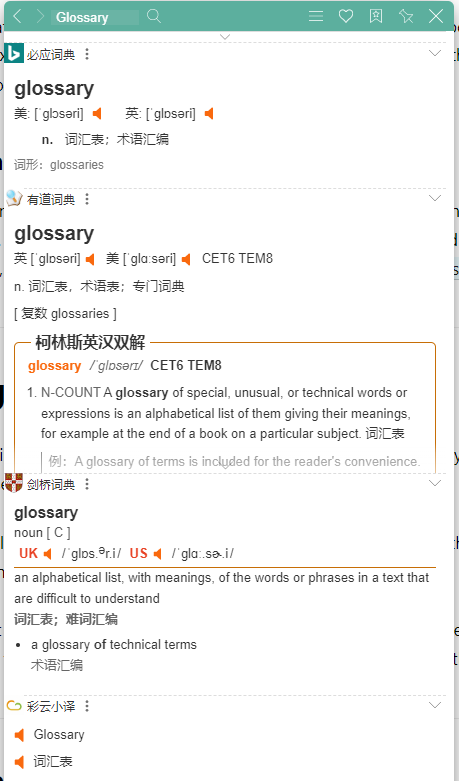 Glossary
必应词典
glossary
美: [ˈɡlɒsəri] 英: [ˈɡlɒsəri]
n. 词汇表；术语汇编
词形：glossaries
有道词典
glossary
英 [ˈɡlɒsəri] 美 [ˈɡlɑːsəri] CET6 TEM8
n. 词汇表，术语表；专门词典
[ 复数 glossaries ]
柯林斯英汉双解
glossary /ˈɡlɒsərɪ/ CET6 TEM8
1. N-COUNT A glossary of special, unusual, or technical words or
expressions is an alphabetical list of them giving their meanings,
for example at the end of a book on a particular subject. 词汇表
例：A glossary of terms is included for the reader's convenience.
剑桥词典
glossary
noun [ C ]
UK /ˈɡlɒs.ər.i/ US /ˈɡlɑː.sɚ.i/
an alphabetical list, with meanings, of the words or phrases in a text that
are difficult to understand
词汇表；难词汇编
• a glossary of technical terms
术语汇编
彩云小译
Glossary
词汇表